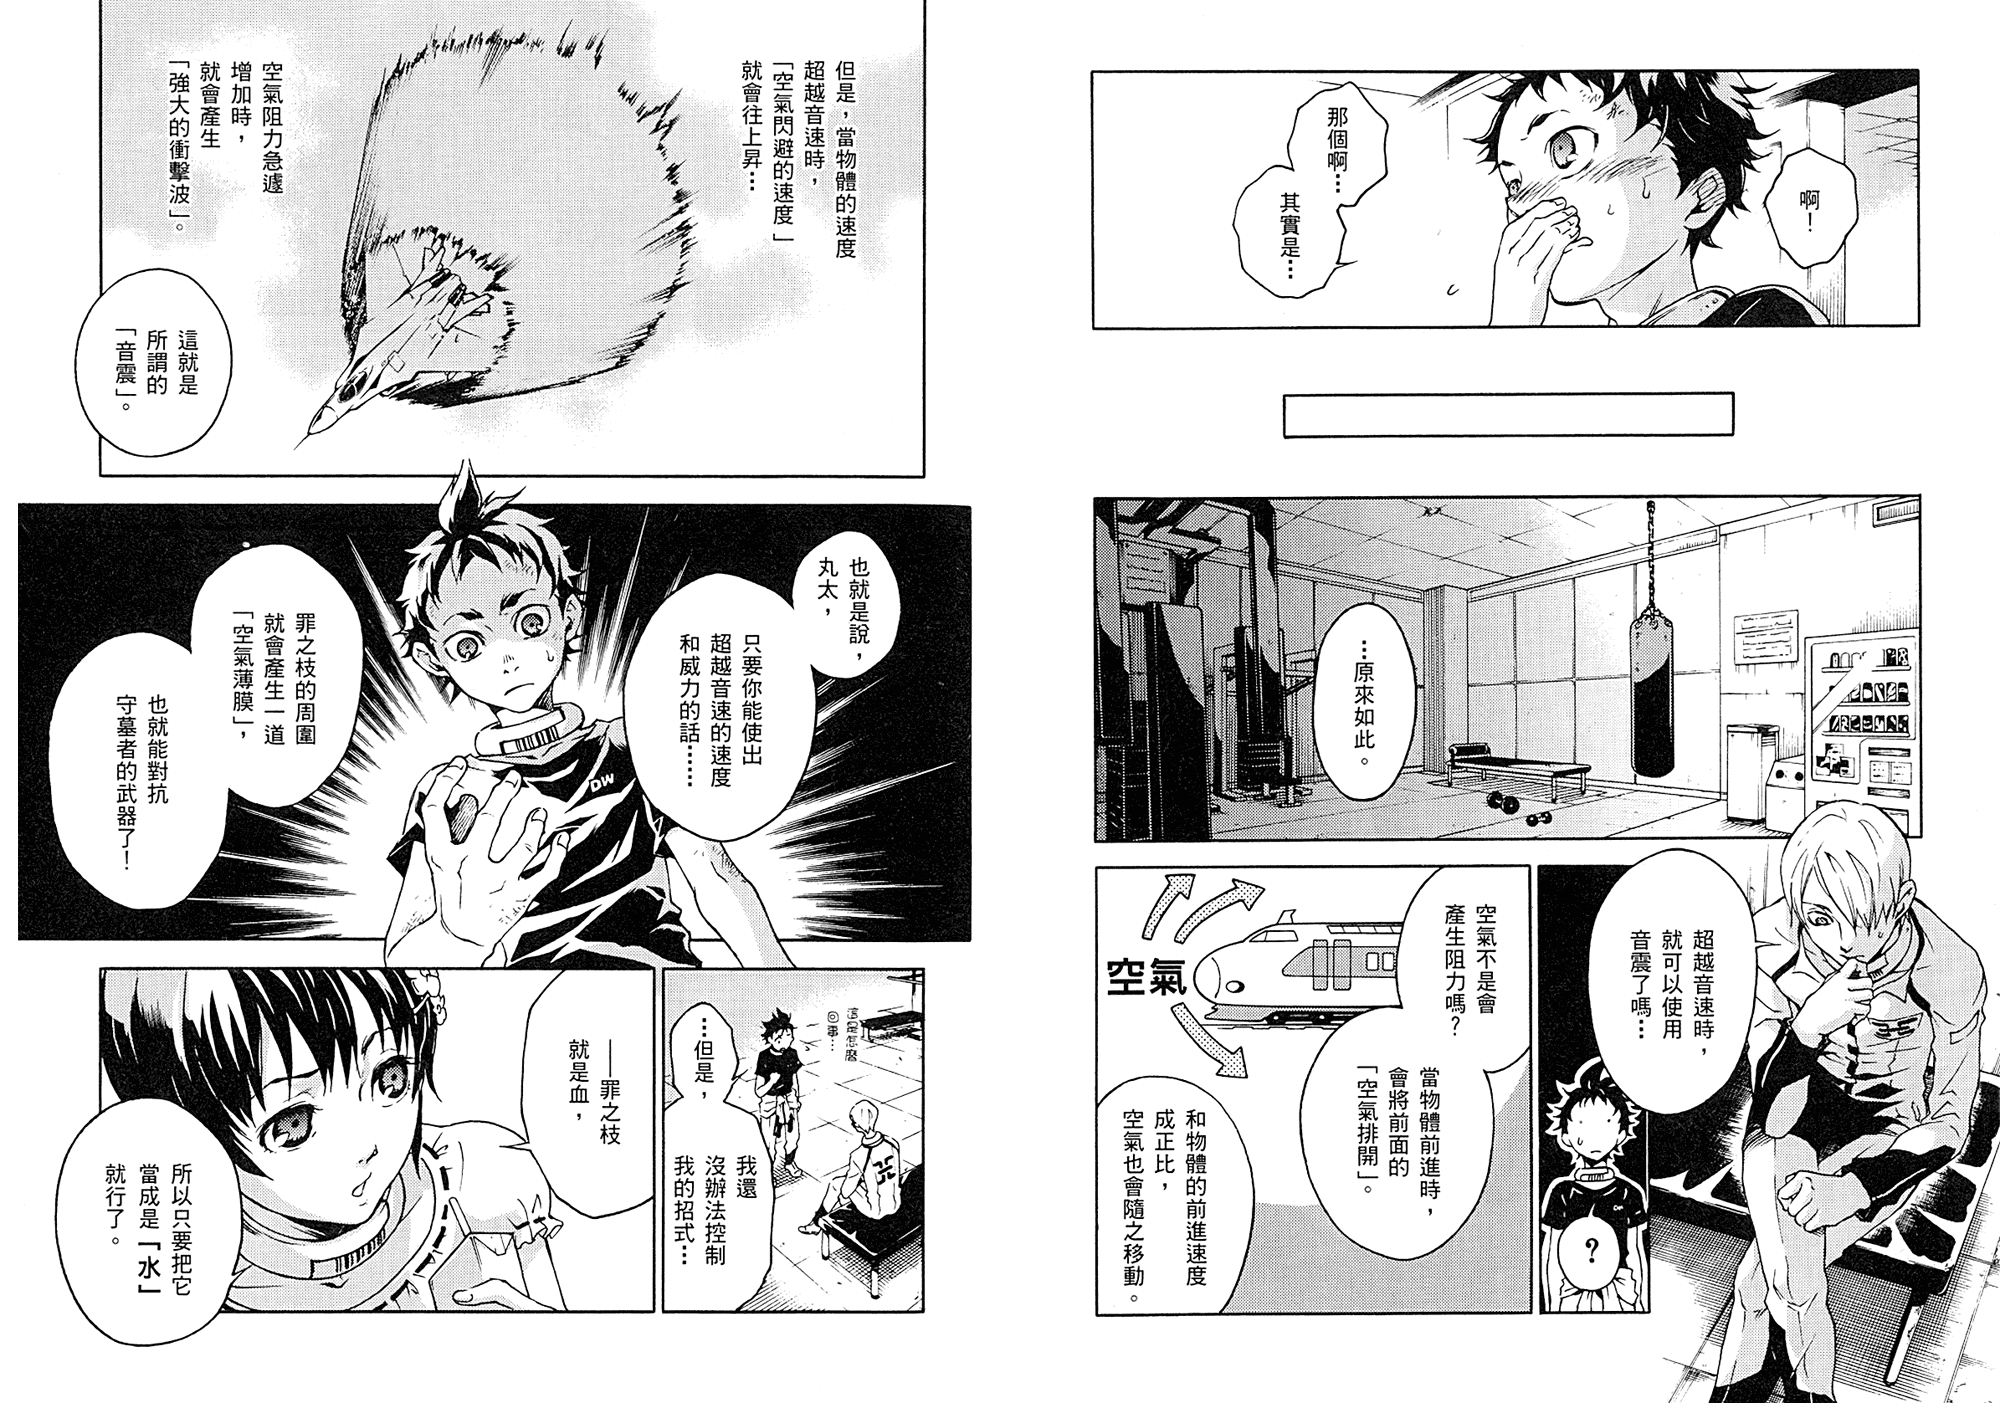 啊！
那個啊…
其實是…
…原來如此。
超越音速時，
就可以使用
音震了嗎…
DW
？
空氣不是會
產生阻力嗎？
空氣
當物體前進時，
會將前面的
「空氣排開」。
和物體的前進速度
成正比，
空氣也會隨之移動。
但是，當物體的速度
超越音速時，
「空氣閃避的速度」
就會往上昇…
空氣阻力急遽
增加時，
就會產生
「強大的衝擊波」。
這就是
所謂的
「音震」。
也就是說，
丸太，
只要你能使出
超越音速的速度
和威力的話……
DW
罪之枝的周圍
就會產生一道
「空氣薄膜」，
也就能對抗
守墓者的武器了！
這是怎麼
回事…
…但是，
我還
沒辦法控制
我的招式…
——罪之枝
就是血，
所以只要把它
當成是「水」
就行了。